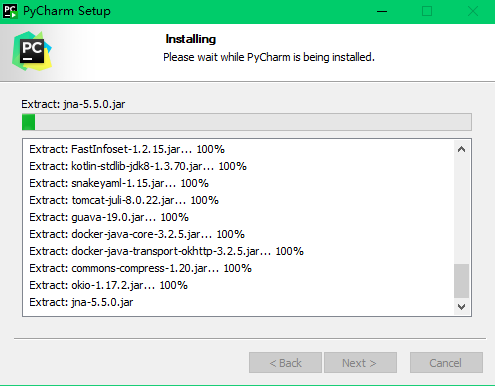 PC PyCharm Setup
PC
Installing
Please wait while PyCharm is being installed.
Extract: jna-5.5.0.jar
Extract: FastInfoset-1.2.15.jar... 100%
Extract: kotlin-stdlib-jdk8-1.3.70.jar... 100%
Extract: snakeyaml-1.15.jar... 100%
Extract: tomcat-juli-8.0.22.jar... 100%
Extract: guava-19.0.jar... 100%
Extract: docker-java-core-3.2.5.jar... 100%
Extract: docker-java-transport-okhttp-3.2.5.jar... 100%
Extract: commons-compress-1.20.jar... 100%
Extract: okio-1.17.2.jar... 100%
Extract: jna-5.5.0.jar
< Back Next > Cancel